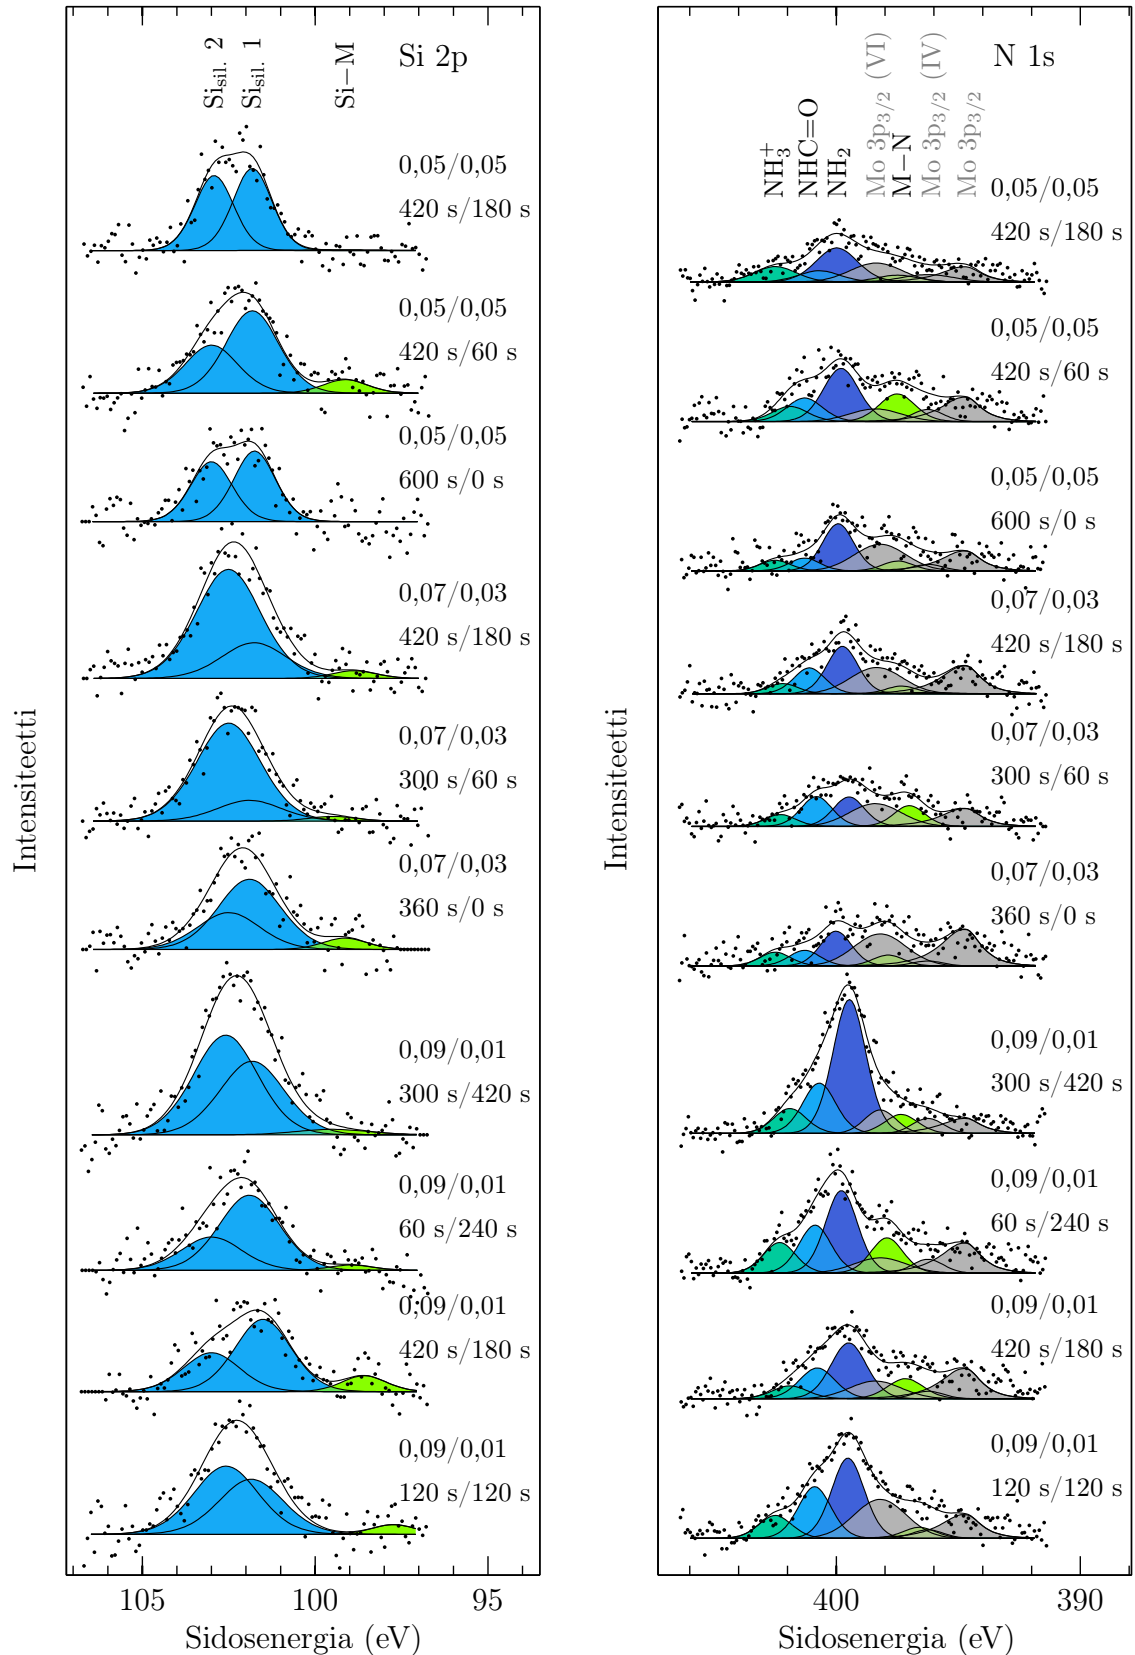 Si 2p
Si_sil. 2
Si_sil. 1
Si−M
0,05/0,05
420 s/180 s
0,05/0,05
420 s/60 s
0,05/0,05
600 s/0 s
0,07/0,03
420 s/180 s
0,07/0,03
300 s/60 s
0,07/0,03
360 s/0 s
0,09/0,01
300 s/420 s
0,09/0,01
60 s/240 s
0,09/0,01
420 s/180 s
0,09/0,01
120 s/120 s
Intensiteetti
105 100 95
Sidosenergia (eV)
N 1s
NH₃⁺
NHC=O
NH₂
Mo 3p₃/₂ (VI)
M−N
Mo 3p₃/₂ (IV)
Mo 3p₃/₂
0,05/0,05
420 s/180 s
0,05/0,05
420 s/60 s
0,05/0,05
600 s/0 s
0,07/0,03
420 s/180 s
0,07/0,03
300 s/60 s
0,07/0,03
360 s/0 s
0,09/0,01
300 s/420 s
0,09/0,01
60 s/240 s
0,09/0,01
420 s/180 s
0,09/0,01
120 s/120 s
Intensiteetti
400 390
Sidosenergia (eV)